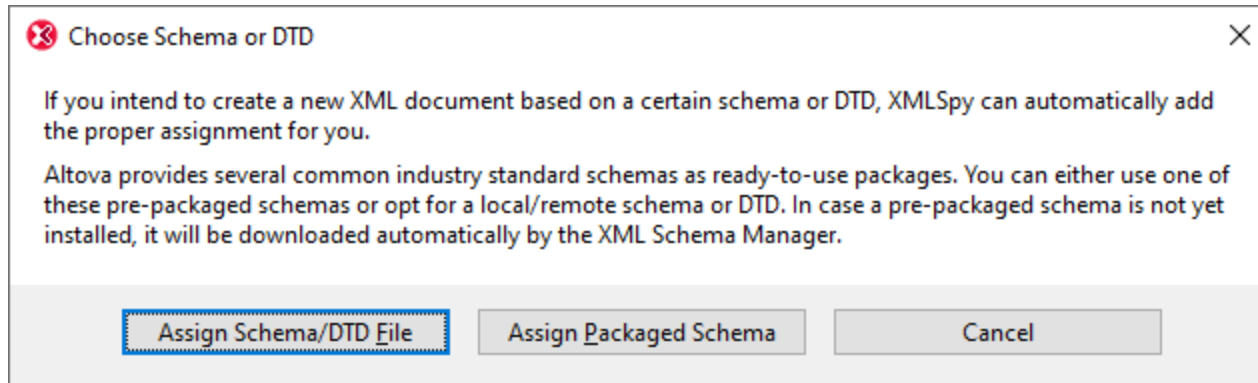 Choose Schema or DTD
If you intend to create a new XML document based on a certain schema or DTD, XMLSpy can automatically add
the proper assignment for you.
Altova provides several common industry standard schemas as ready-to-use packages. You can either use one of
these pre-packaged schemas or opt for a local/remote schema or DTD. In case a pre-packaged schema is not yet
installed, it will be downloaded automatically by the XML Schema Manager.
Assign Schema/DTD File
Assign Packaged Schema
Cancel